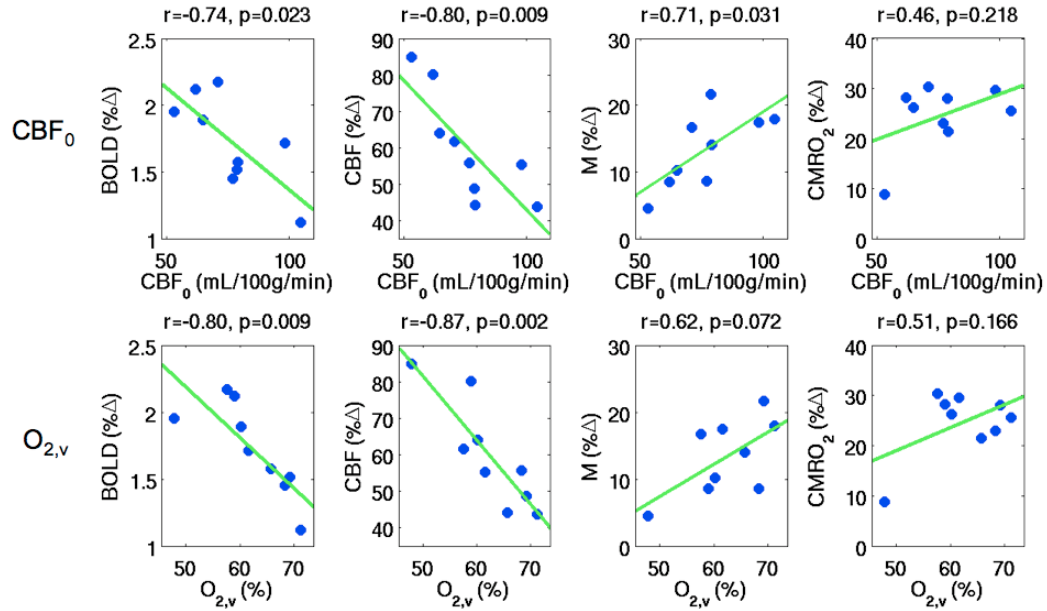 r=-0.74, p=0.023
r=-0.80, p=0.009
r=0.71, p=0.031
r=0.46, p=0.218
CBF₀
BOLD (%Δ)
2.5
2
1.5
1
50
100
CBF₀ (mL/100g/min)
CBF (%Δ)
90
80
70
60
50
40
50
100
CBF₀ (mL/100g/min)
M (%Δ)
30
20
10
0
50
100
CBF₀ (mL/100g/min)
CMRO₂ (%Δ)
40
30
20
10
0
50
100
CBF₀ (mL/100g/min)
r=-0.80, p=0.009
r=-0.87, p=0.002
r=0.62, p=0.072
r=0.51, p=0.166
O₂,ᵥ
BOLD (%Δ)
2.5
2
1.5
1
50
60
70
O₂,ᵥ (%)
CBF (%Δ)
90
80
70
60
50
40
50
60
70
O₂,ᵥ (%)
M (%Δ)
30
20
10
0
50
60
70
O₂,ᵥ (%)
CMRO₂ (%Δ)
40
30
20
10
0
50
60
70
O₂,ᵥ (%)